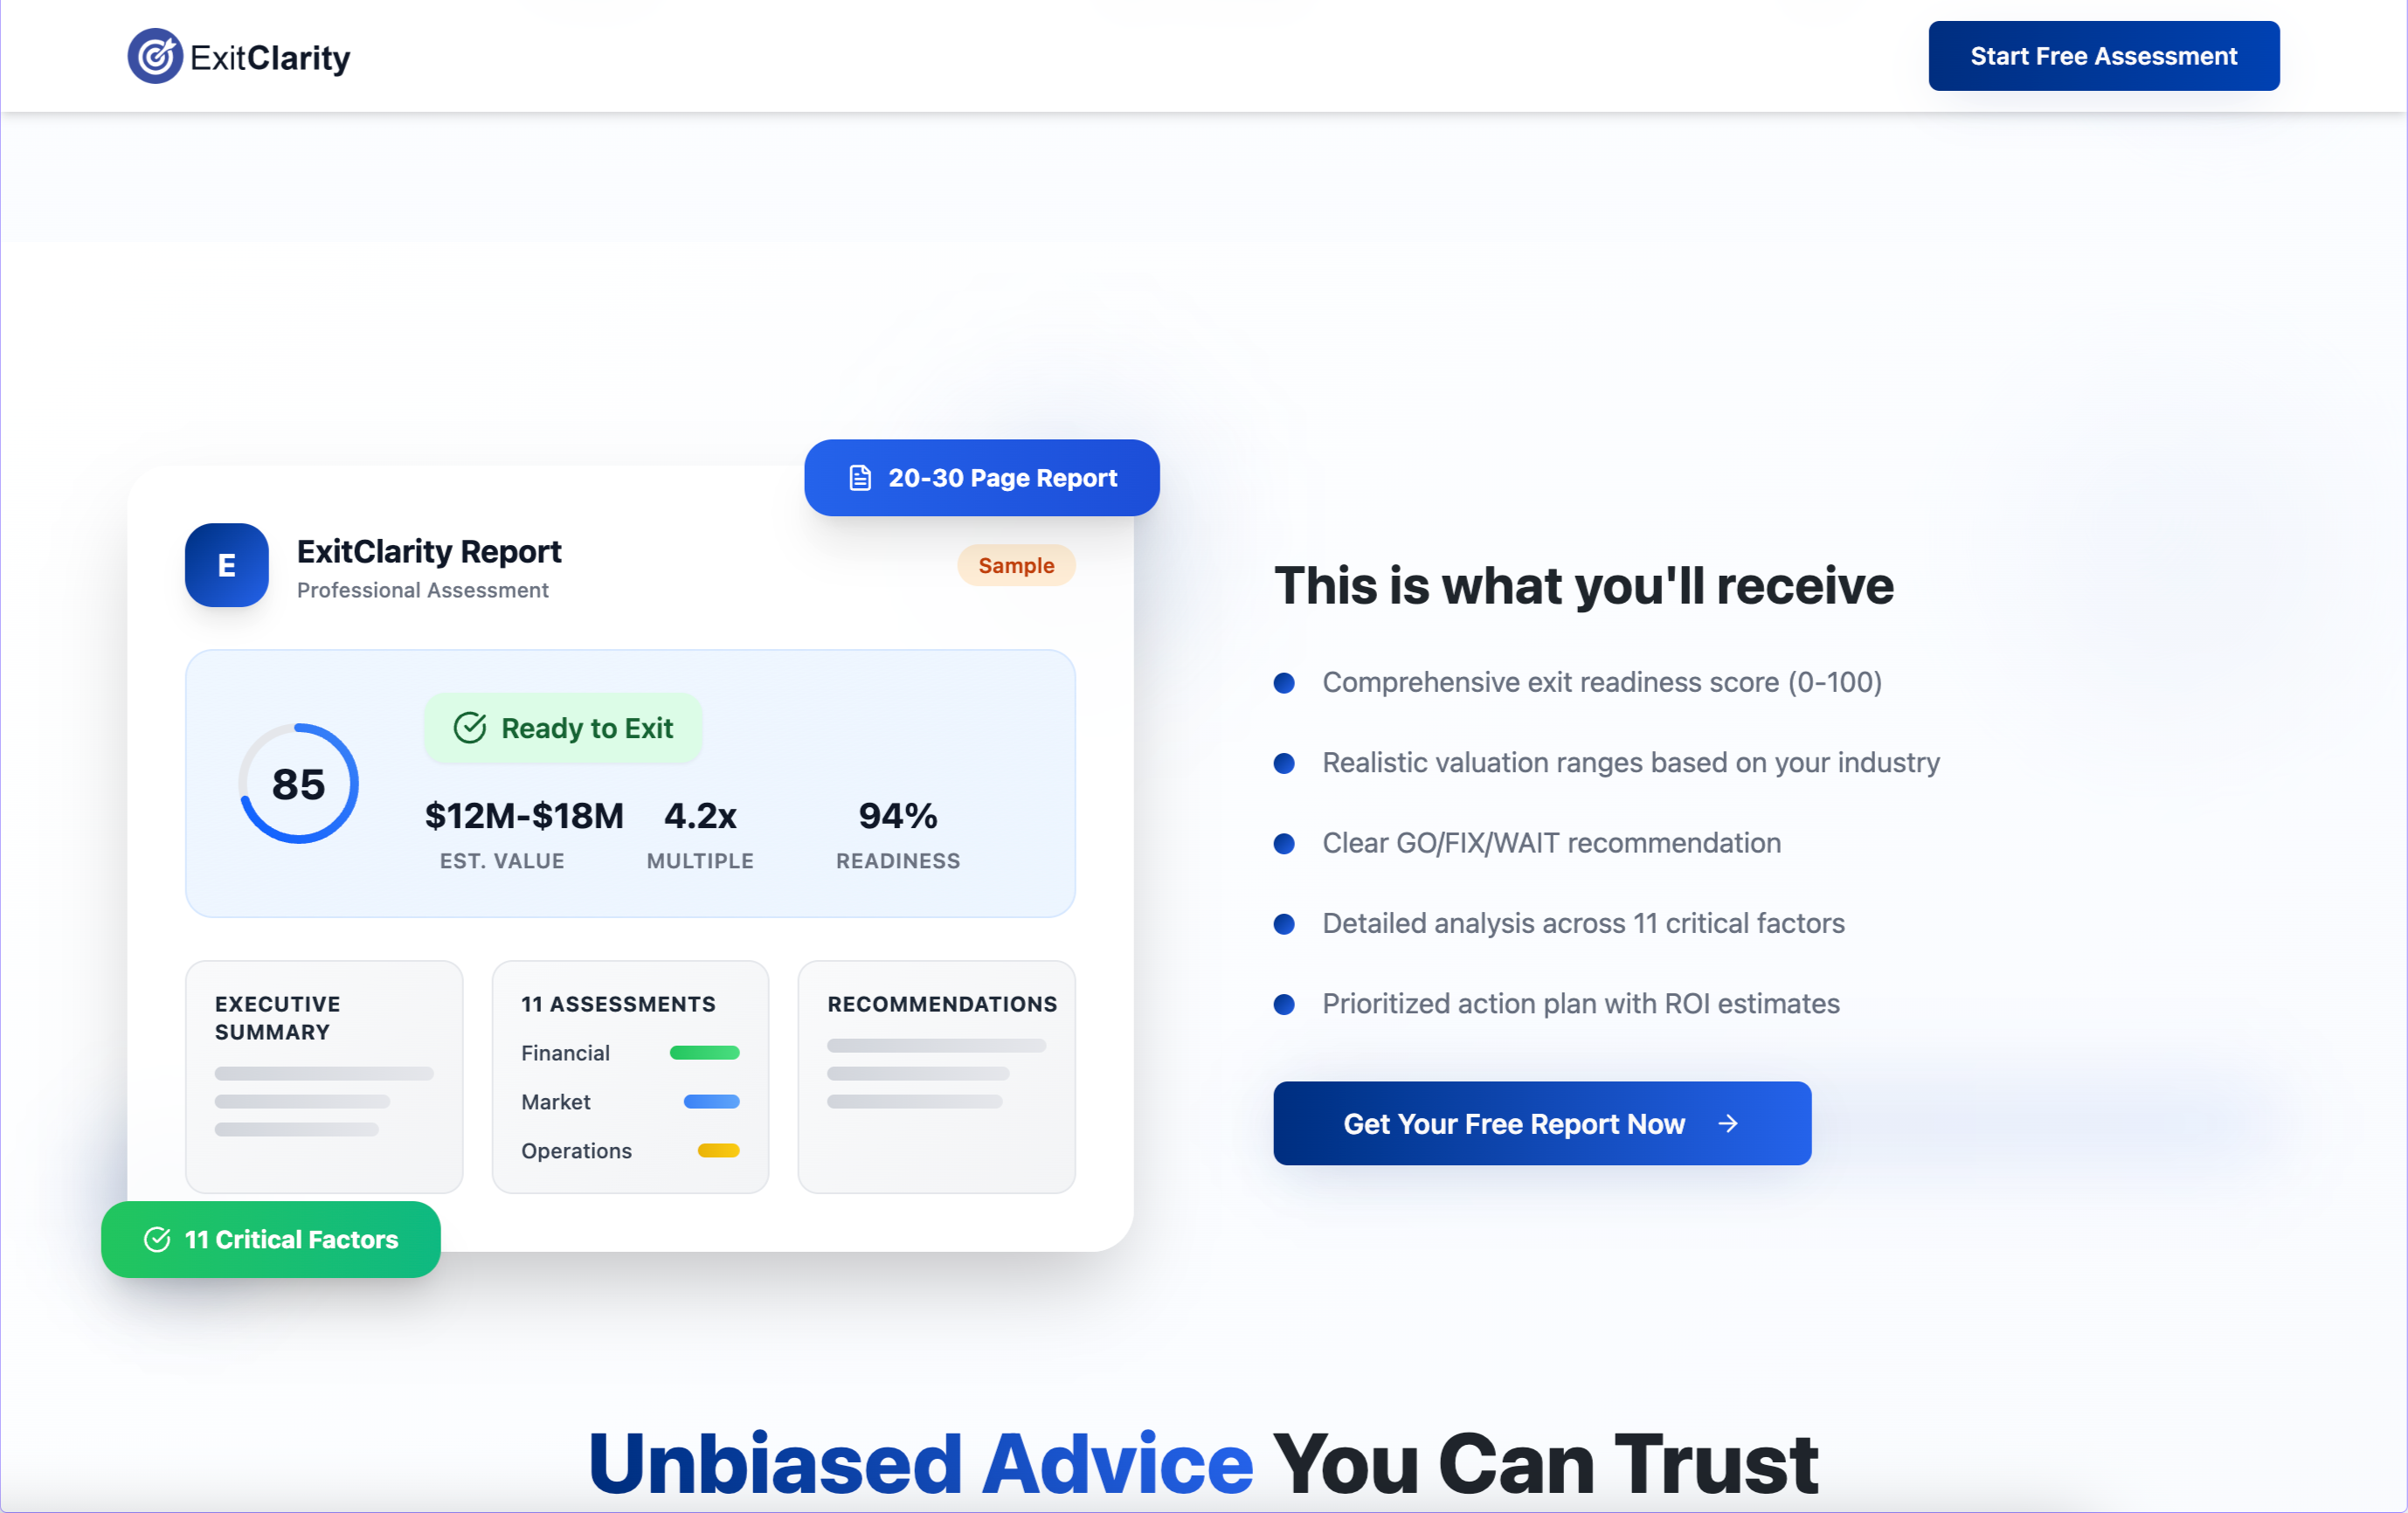 ExitClarity
Start Free Assessment
20-30 Page Report
E
ExitClarity Report
Professional Assessment
Sample
85
Ready to Exit
$12M-$18M
EST. VALUE
4.2x
MULTIPLE
94%
READINESS
EXECUTIVE
SUMMARY
11 ASSESSMENTS
Financial
Market
Operations
RECOMMENDATIONS
11 Critical Factors
This is what you'll receive
Comprehensive exit readiness score (0-100)
Realistic valuation ranges based on your industry
Clear GO/FIX/WAIT recommendation
Detailed analysis across 11 critical factors
Prioritized action plan with ROI estimates
Get Your Free Report Now →
Unbiased Advice You Can Trust